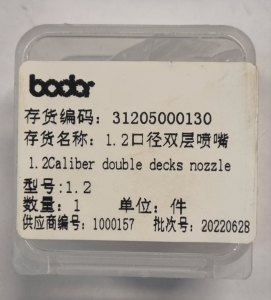 bodor
存货编码：31205000130
存货名称：1.2口径双层喷嘴
1.2Caliber double decks nozzle
型号：1.2
数量：1 单位：件
供应商编号：1000157 批次号：20220628